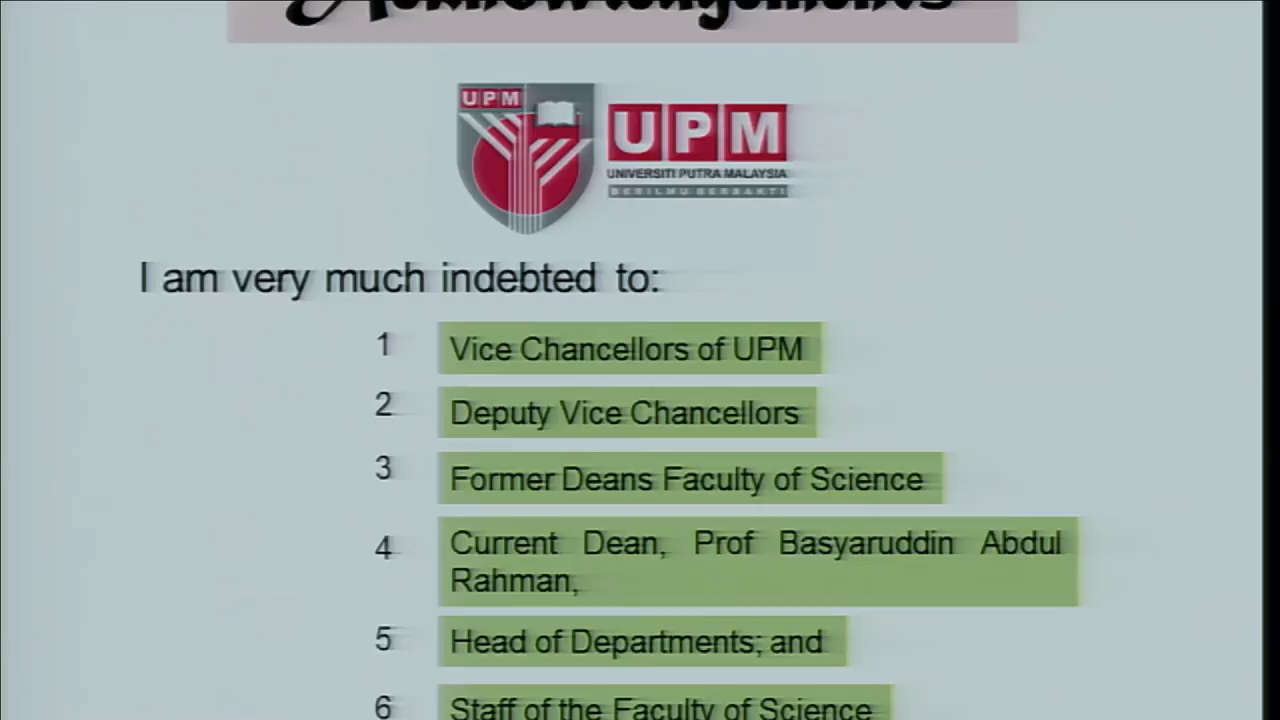 Acknowledgements
UPM
UPM
UNIVERSITI PUTRA MALAYSIA
BERILMU BERBAKTI
I am very much indebted to:
1 Vice Chancellors of UPM
2 Deputy Vice Chancellors
3 Former Deans Faculty of Science
4 Current Dean, Prof Basyaruddin Abdul
Rahman,
5 Head of Departments; and
6 Staff of the Faculty of Science